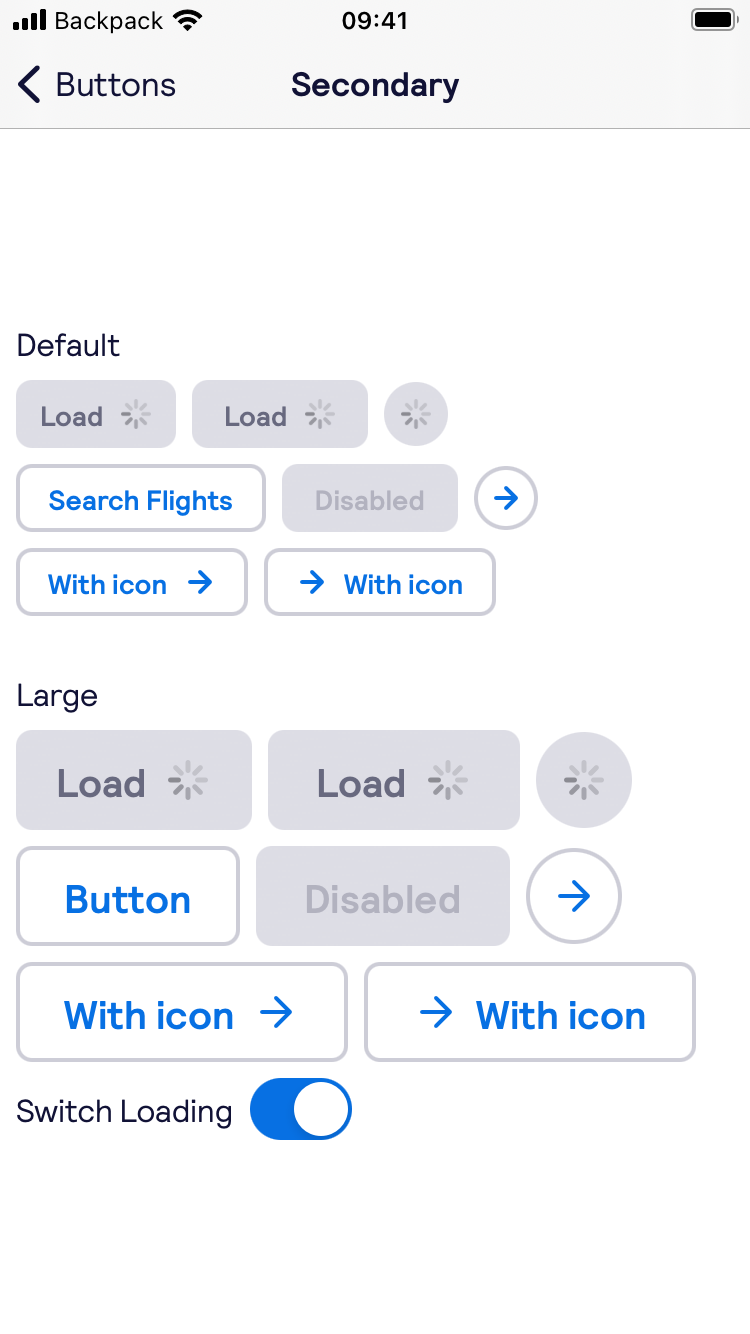 Backpack 09:41
Buttons Secondary
Default
Load Load
Search Flights Disabled
With icon With icon
Large
Load Load
Button Disabled
With icon With icon
Switch Loading